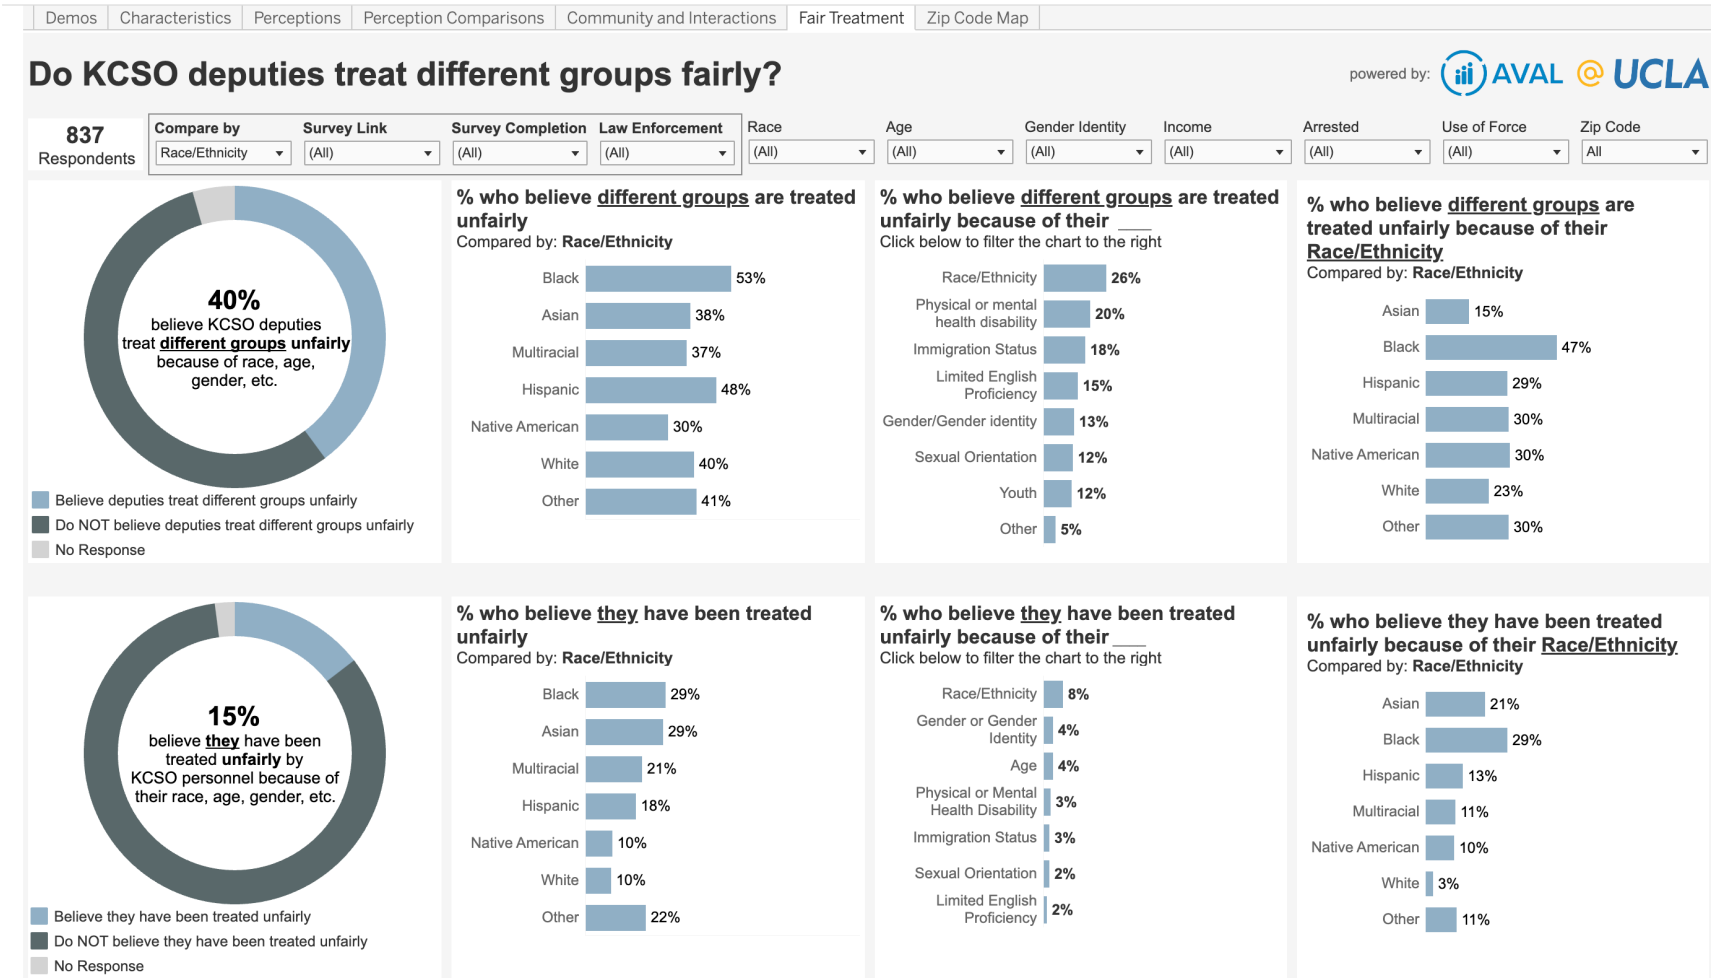 Demos
Characteristics
Perceptions
Perception Comparisons
Community and Interactions
Fair Treatment
Zip Code Map
Do KCSO deputies treat different groups fairly?
powered by:
AVAL @ UCLA
837
Respondents
Compare by
Race/Ethnicity
Survey Link
(All)
Survey Completion
(All)
Law Enforcement
(All)
Race
(All)
Age
(All)
Gender Identity
(All)
Income
(All)
Arrested
(All)
Use of Force
(All)
Zip Code
All
40%
believe KCSO deputies
treat different groups unfairly
because of race, age,
gender, etc.
Believe deputies treat different groups unfairly
Do NOT believe deputies treat different groups unfairly
No Response
% who believe different groups are treated
unfairly
Compared by: Race/Ethnicity
Black 53%
Asian 38%
Multiracial 37%
Hispanic 48%
Native American 30%
White 40%
Other 41%
% who believe different groups are treated
unfairly because of their ___
Click below to filter the chart to the right
Race/Ethnicity 26%
Physical or mental
health disability 20%
Immigration Status 18%
Limited English
Proficiency 15%
Gender/Gender identity 13%
Sexual Orientation 12%
Youth 12%
Other 5%
% who believe different groups are
treated unfairly because of their
Race/Ethnicity
Compared by: Race/Ethnicity
Asian 15%
Black 47%
Hispanic 29%
Multiracial 30%
Native American 30%
White 23%
Other 30%
15%
believe they have been
treated unfairly by
KCSO personnel because of
their race, age, gender, etc.
Believe they have been treated unfairly
Do NOT believe they have been treated unfairly
No Response
% who believe they have been treated
unfairly
Compared by: Race/Ethnicity
Black 29%
Asian 29%
Multiracial 21%
Hispanic 18%
Native American 10%
White 10%
Other 22%
% who believe they have been treated
unfairly because of their ___
Click below to filter the chart to the right
Race/Ethnicity 8%
Gender or Gender
Identity 4%
Age 4%
Physical or Mental
Health Disability 3%
Immigration Status 3%
Sexual Orientation 2%
Limited English
Proficiency 2%
% who believe they have been treated
unfairly because of their Race/Ethnicity
Compared by: Race/Ethnicity
Asian 21%
Black 29%
Hispanic 13%
Multiracial 11%
Native American 10%
White 3%
Other 11%